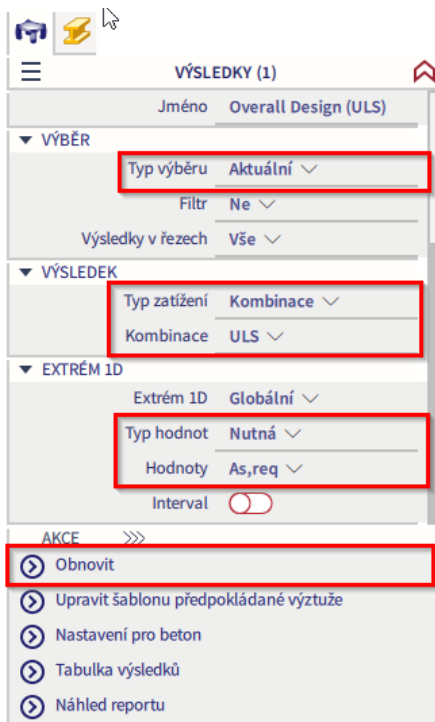 VÝSLEDKY (1)
Jméno Overall Design (ULS)
VÝBĚR
Typ výběru Aktuální
Filtr Ne
Výsledky v řezech Vše
VÝSLEDEK
Typ zatížení Kombinace
Kombinace ULS
EXTRÉM 1D
Extrém 1D Globální
Typ hodnot Nutná
Hodnoty As,req
Interval
AKCE >>>
Obnovit
Upravit šablonu předpokládané výztuže
Nastavení pro beton
Tabulka výsledků
Náhled reportu